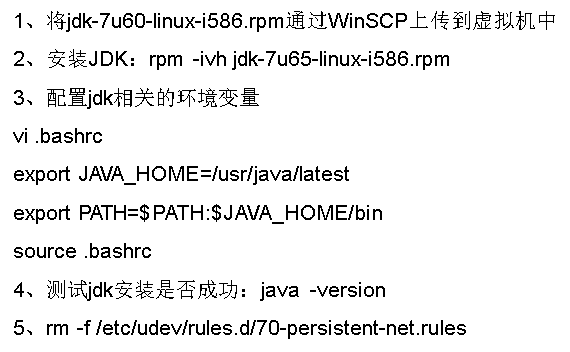 1、将jdk-7u60-linux-i586.rpm通过WinSCP上传到虚拟机中
2、安装JDK：rpm -ivh jdk-7u65-linux-i586.rpm
3、配置jdk相关的环境变量
vi .bashrc
export JAVA_HOME=/usr/java/latest
export PATH=$PATH:$JAVA_HOME/bin
source .bashrc
4、测试jdk安装是否成功：java -version
5、rm -f /etc/udev/rules.d/70-persistent-net.rules